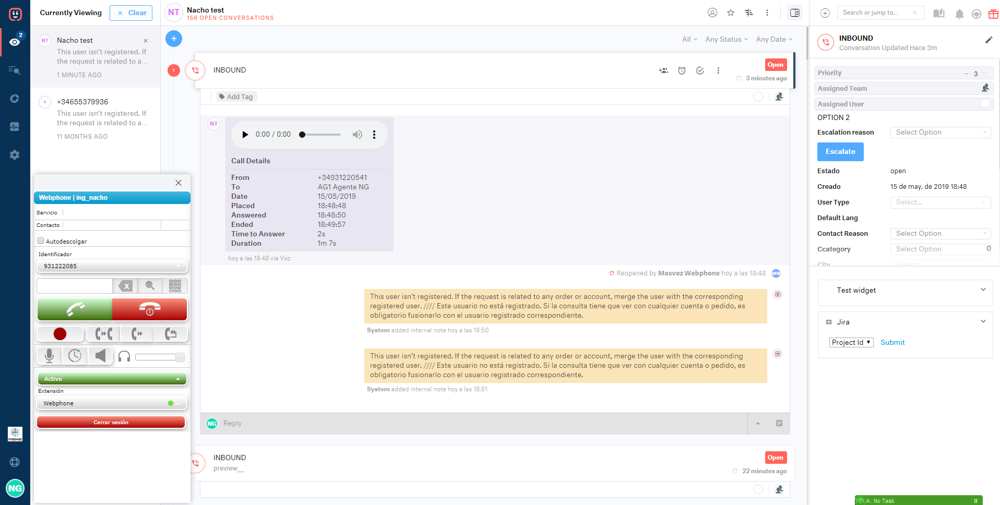 Currently Viewing
× Clear
2
NT
Nacho test
×
This user isn't registered. If
the request is related to a...
1 MINUTE AGO
+
+34655379936
This user isn't registered. If
the request is related to a...
11 MONTHS AGO
×
Webphone | ing_nacho
Servicio
Contacto
Autodescolgar
Identificador
931222085
X
Activo
Extensión
Webphone
Cerrar sesión
masvoz
NG
NT
Nacho test
156 OPEN CONVERSATIONS
+
All
Any Status
Any Date
1
INBOUND
Open
3 minutes ago
Add Tag
NT
0:00 / 0:00
Call Details
From +34931220541
To AG1 Agente NG
Date 15/05/2019
Placed 18:48:48
Answered 18:48:50
Ended 18:49:57
Time to Answer 2s
Duration 1m 7s
hoy a las 18:48 via Voz
Reopened by Masvoz Webphone hoy a las 18:48
MW
This user isn't registered. If the request is related to any order or account, merge the user with the corresponding
registered user. //// Este usuario no está registrado. Si la consulta tiene que ver con cualquier cuenta o pedido, es
obligatorio fusionarlo con el usuario registrado correspondiente.
System added internal note hoy a las 18:50
This user isn't registered. If the request is related to any order or account, merge the user with the corresponding
registered user. //// Este usuario no está registrado. Si la consulta tiene que ver con cualquier cuenta o pedido, es
obligatorio fusionarlo con el usuario registrado correspondiente.
System added internal note hoy a las 18:51
NG
Reply
INBOUND
preview__
Open
22 minutes ago
Search or jump to...
INBOUND
Conversation Updated Hace 3m
Priority – 3
Assigned Team
Assigned User
OPTION 2
Escalation reason Select Option
Escalate
Estado open
Creado 15 de may. de 2019 18:48
User Type Select...
Default Lang
Contact Reason Select Option
Ccategory Select Option 0
City Select...
Test widget
Jira
Project Id ▼ Submit
A: No Task